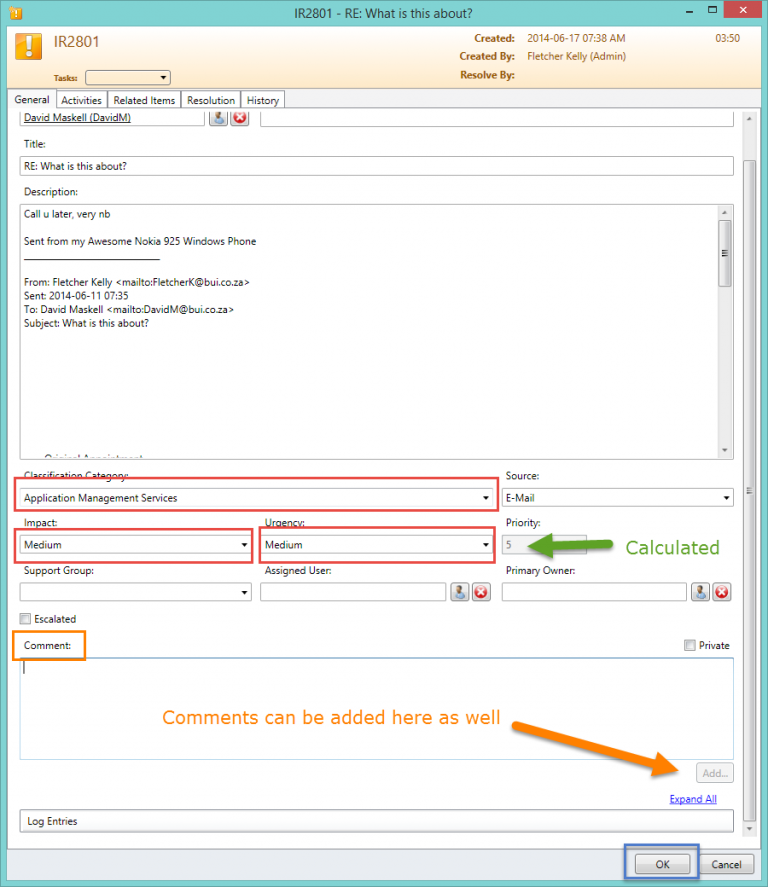 IR2801 - RE: What is this about?
IR2801
Created: 2014-06-17 07:38 AM 03:50
Created By: Fletcher Kelly (Admin)
Resolve By:
Tasks:
General Activities Related Items Resolution History
David Maskell (DavidM)
Title:
RE: What is this about?
Description:
Call u later, very nb
Sent from my Awesome Nokia 925 Windows Phone
From: Fletcher Kelly <mailto:FletcherK@bui.co.za>
Sent: 2014-06-11 07:35
To: David Maskell <mailto:DavidM@bui.co.za>
Subject: What is this about?
Original Appointment
Classification Category: Source:
Application Management Services E-Mail
Impact: Urgency: Priority:
Medium Medium 5 Calculated
Support Group: Assigned User: Primary Owner:
Escalated
Comment: Private
Comments can be added here as well
Add...
Expand All
Log Entries
OK Cancel